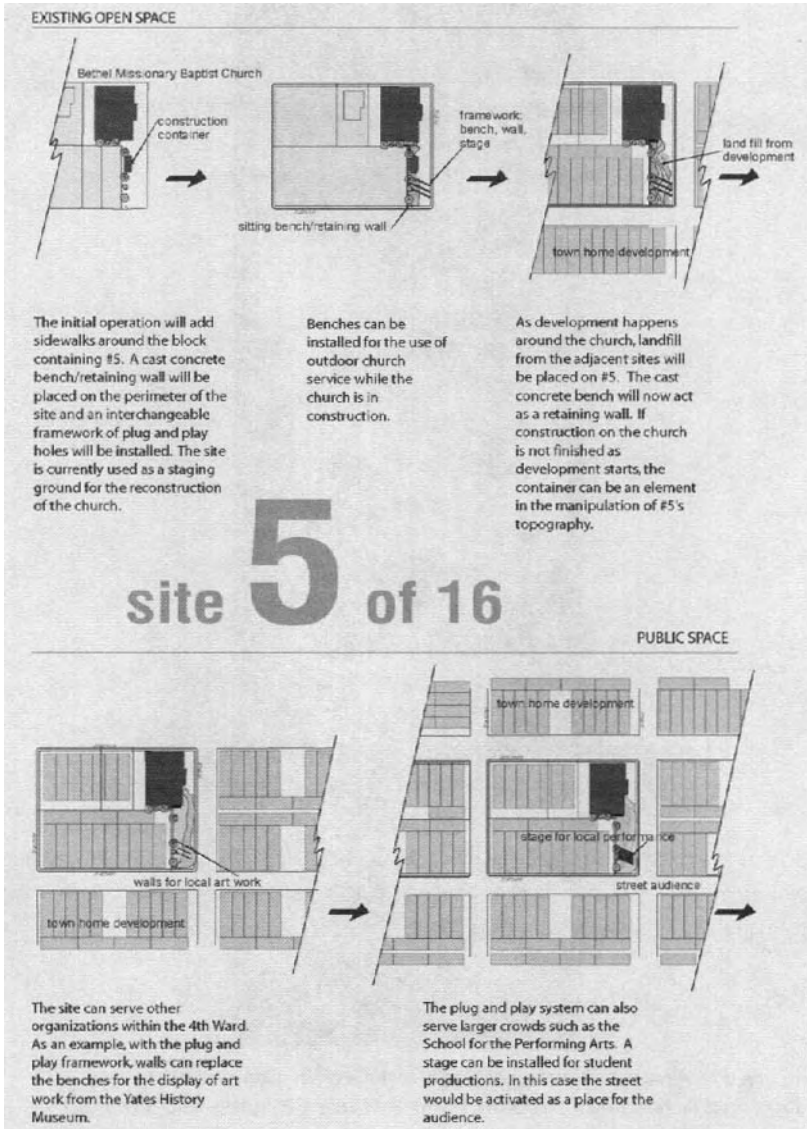 EXISTING OPEN SPACE
Bethel Missionary Baptist Church
construction
container
framework:
bench, wall,
stage
sitting bench/retaining wall
land fill from
development
town home development
The initial operation will add
sidewalks around the block
containing #5. A cast concrete
bench/retaining wall will be
placed on the perimeter of the
site and an interchangeable
framework of plug and play
holes will be installed. The site
is currently used as a staging
ground for the reconstruction
of the church.
Benches can be
installed for the use of
outdoor church
service while the
church is in
construction.
As development happens
around the church, landfill
from the adjacent sites will
be placed on #5. The cast
concrete bench will now act
as a retaining wall. If
construction on the church
is not finished as
development starts, the
container can be an element
in the manipulation of #5's
topography.
site 5 of 16
PUBLIC SPACE
walls for local art work
town home development
town home development
stage for local performance
street audience
The site can serve other
organizations within the 4th Ward.
As an example, with the plug and
play framework, walls can replace
the benches for the display of art
work from the Yates History
Museum.
The plug and play system can also
serve larger crowds such as the
School for the Performing Arts. A
stage can be installed for student
productions. In this case the street
would be activated as a place for the
audience.